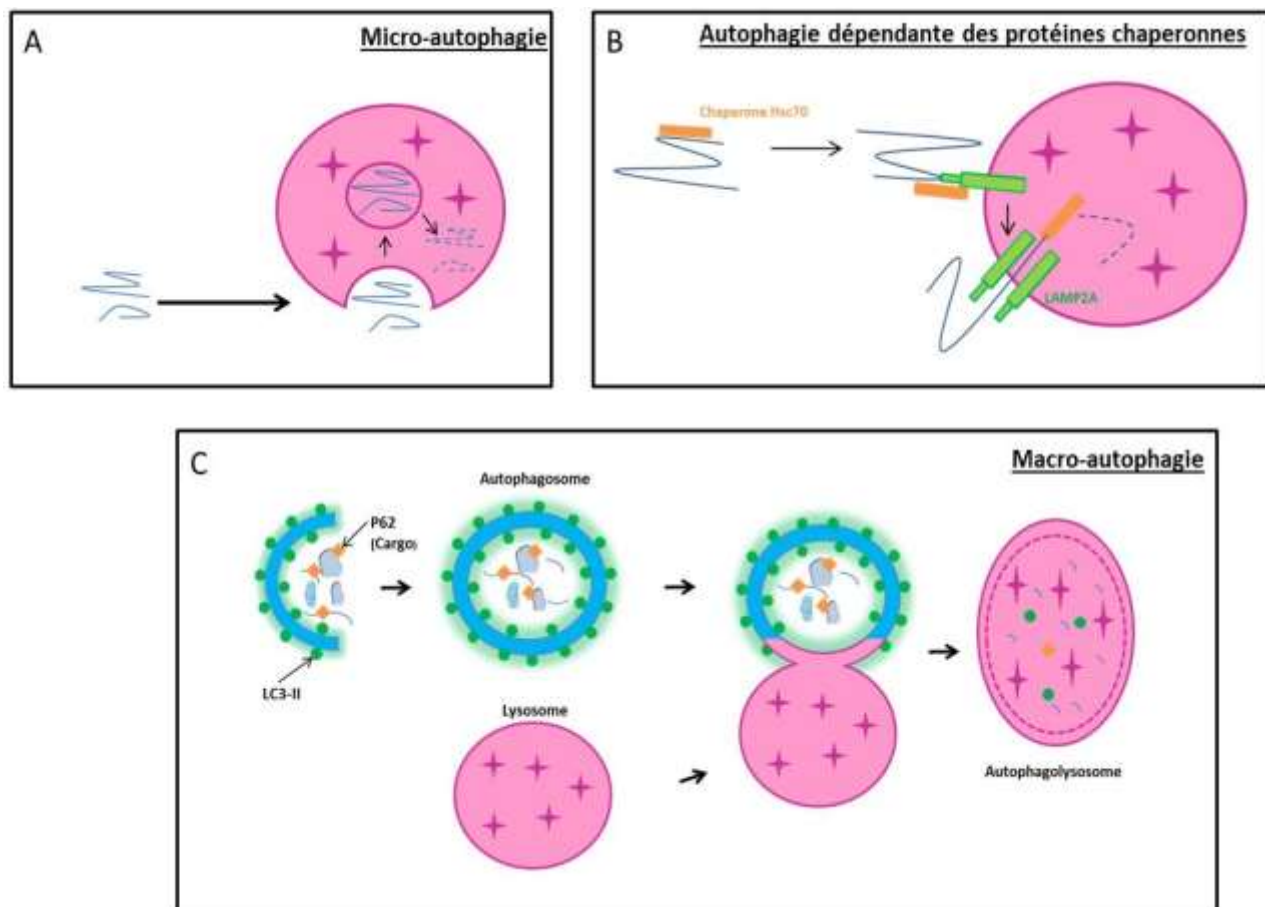 A
Micro-autophagie
B
Autophagie dépendante des protéines chaperonnes
Chaperone Hsc70
LAMP2A
C
Macro-autophagie
Autophagosome
P62
(Cargo)
LC3-II
Lysosome
Autophagolysosome